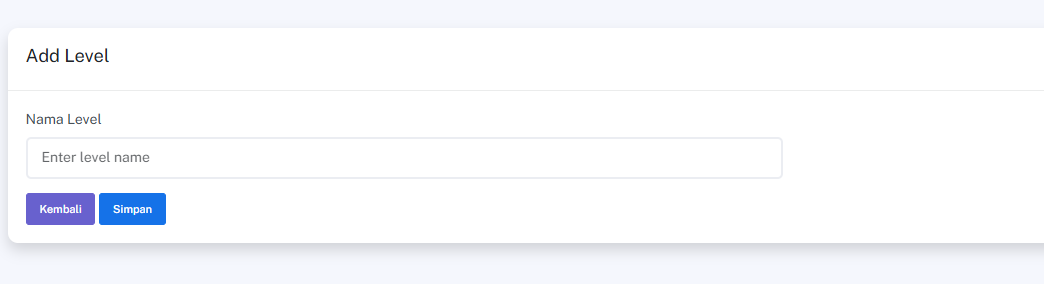 Add Level
Nama Level
Enter level name
Kembali Simpan